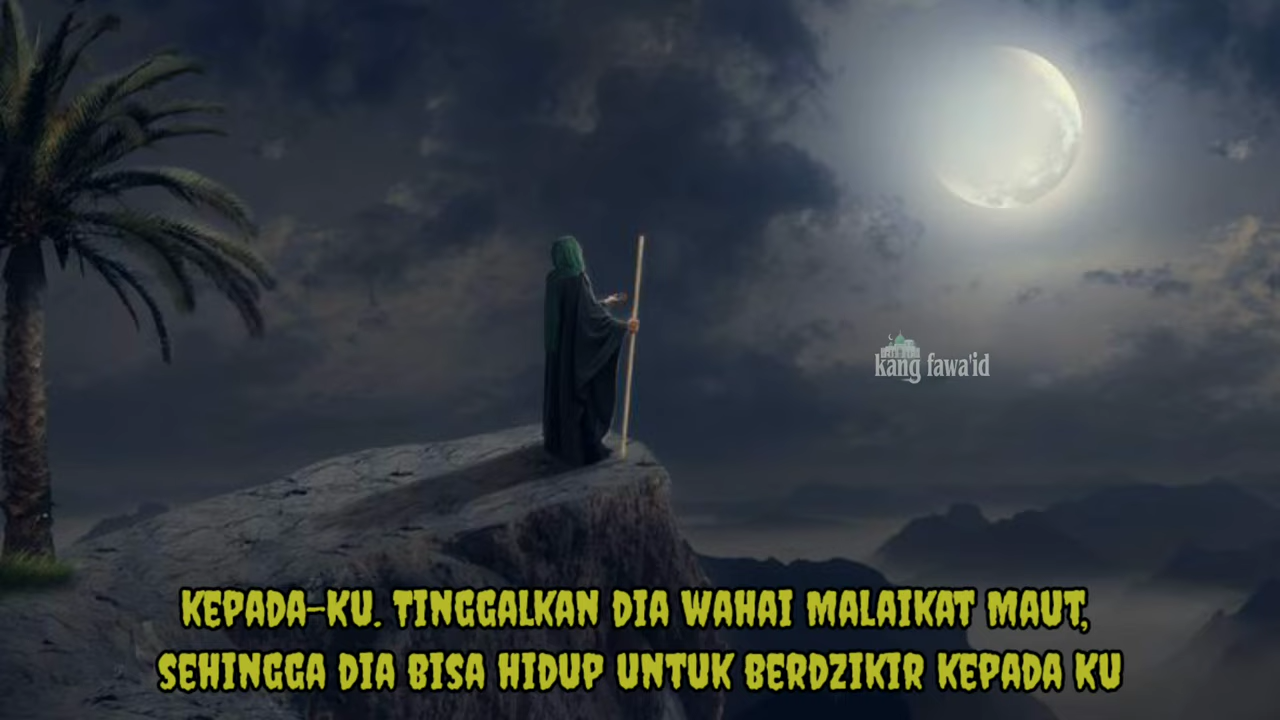 kang fawa'id
KEPADA-KU. TINGGALKAN DIA WAHAI MALAIKAT MAUT,
SEHINGGA DIA BISA HIDUP UNTUK BERDZIKIR KEPADA KU